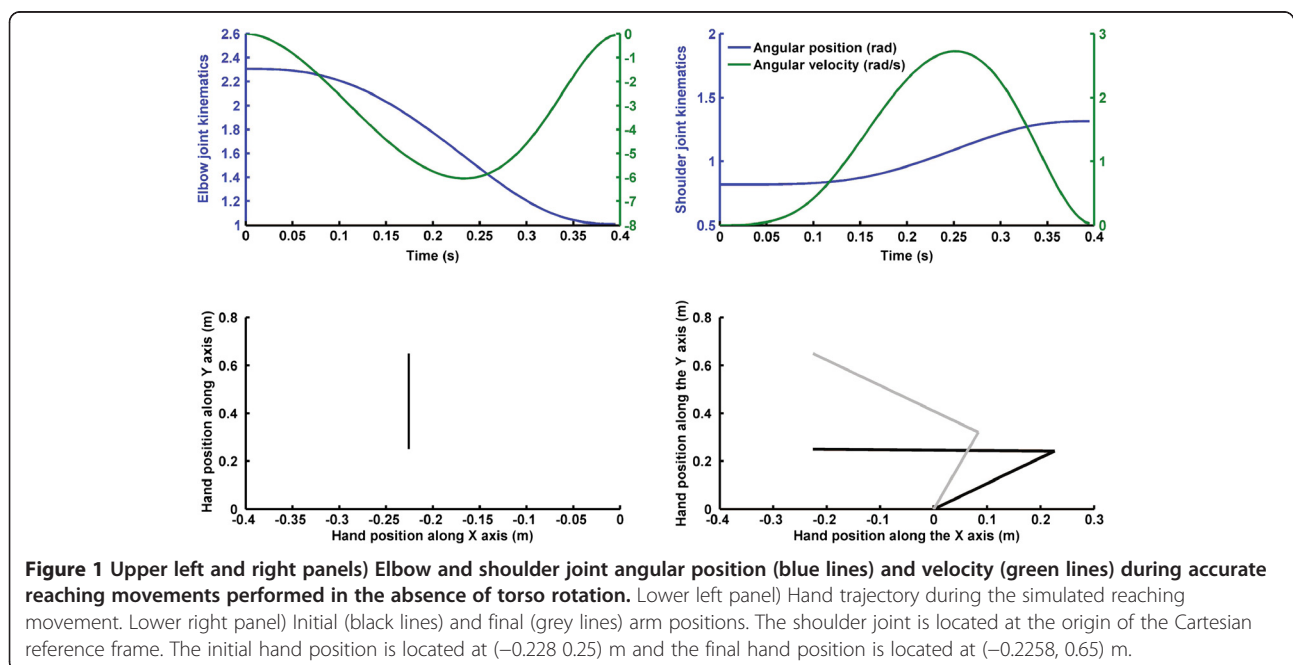 2.6
2.4
2.2
2
1.8
1.6
1.4
1.2
1
Elbow joint kinematics
0
-1
-2
-3
-4
-5
-6
-7
-8
0 0.05 0.1 0.15 0.2 0.25 0.3 0.35 0.4
Time (s)
2
1.5
1
0.5
Shoulder joint kinematics
Angular position (rad)
Angular velocity (rad/s)
3
2
1
0
0 0.05 0.1 0.15 0.2 0.25 0.3 0.35 0.4
Time (s)
0.8
0.6
0.4
0.2
0
Hand position along Y axis (m)
-0.4 -0.35 -0.3 -0.25 -0.2 -0.15 -0.1 -0.05 0
Hand position along X axis (m)
0.8
0.6
0.4
0.2
0
Hand position along the Y axis (m)
-0.4 -0.3 -0.2 -0.1 0 0.1 0.2 0.3
Hand position along the X axis (m)
Figure 1 Upper left and right panels) Elbow and shoulder joint angular position (blue lines) and velocity (green lines) during accurate
reaching movements performed in the absence of torso rotation. Lower left panel) Hand trajectory during the simulated reaching
movement. Lower right panel) Initial (black lines) and final (grey lines) arm positions. The shoulder joint is located at the origin of the Cartesian
reference frame. The initial hand position is located at (−0.228 0.25) m and the final hand position is located at (−0.2258, 0.65) m.